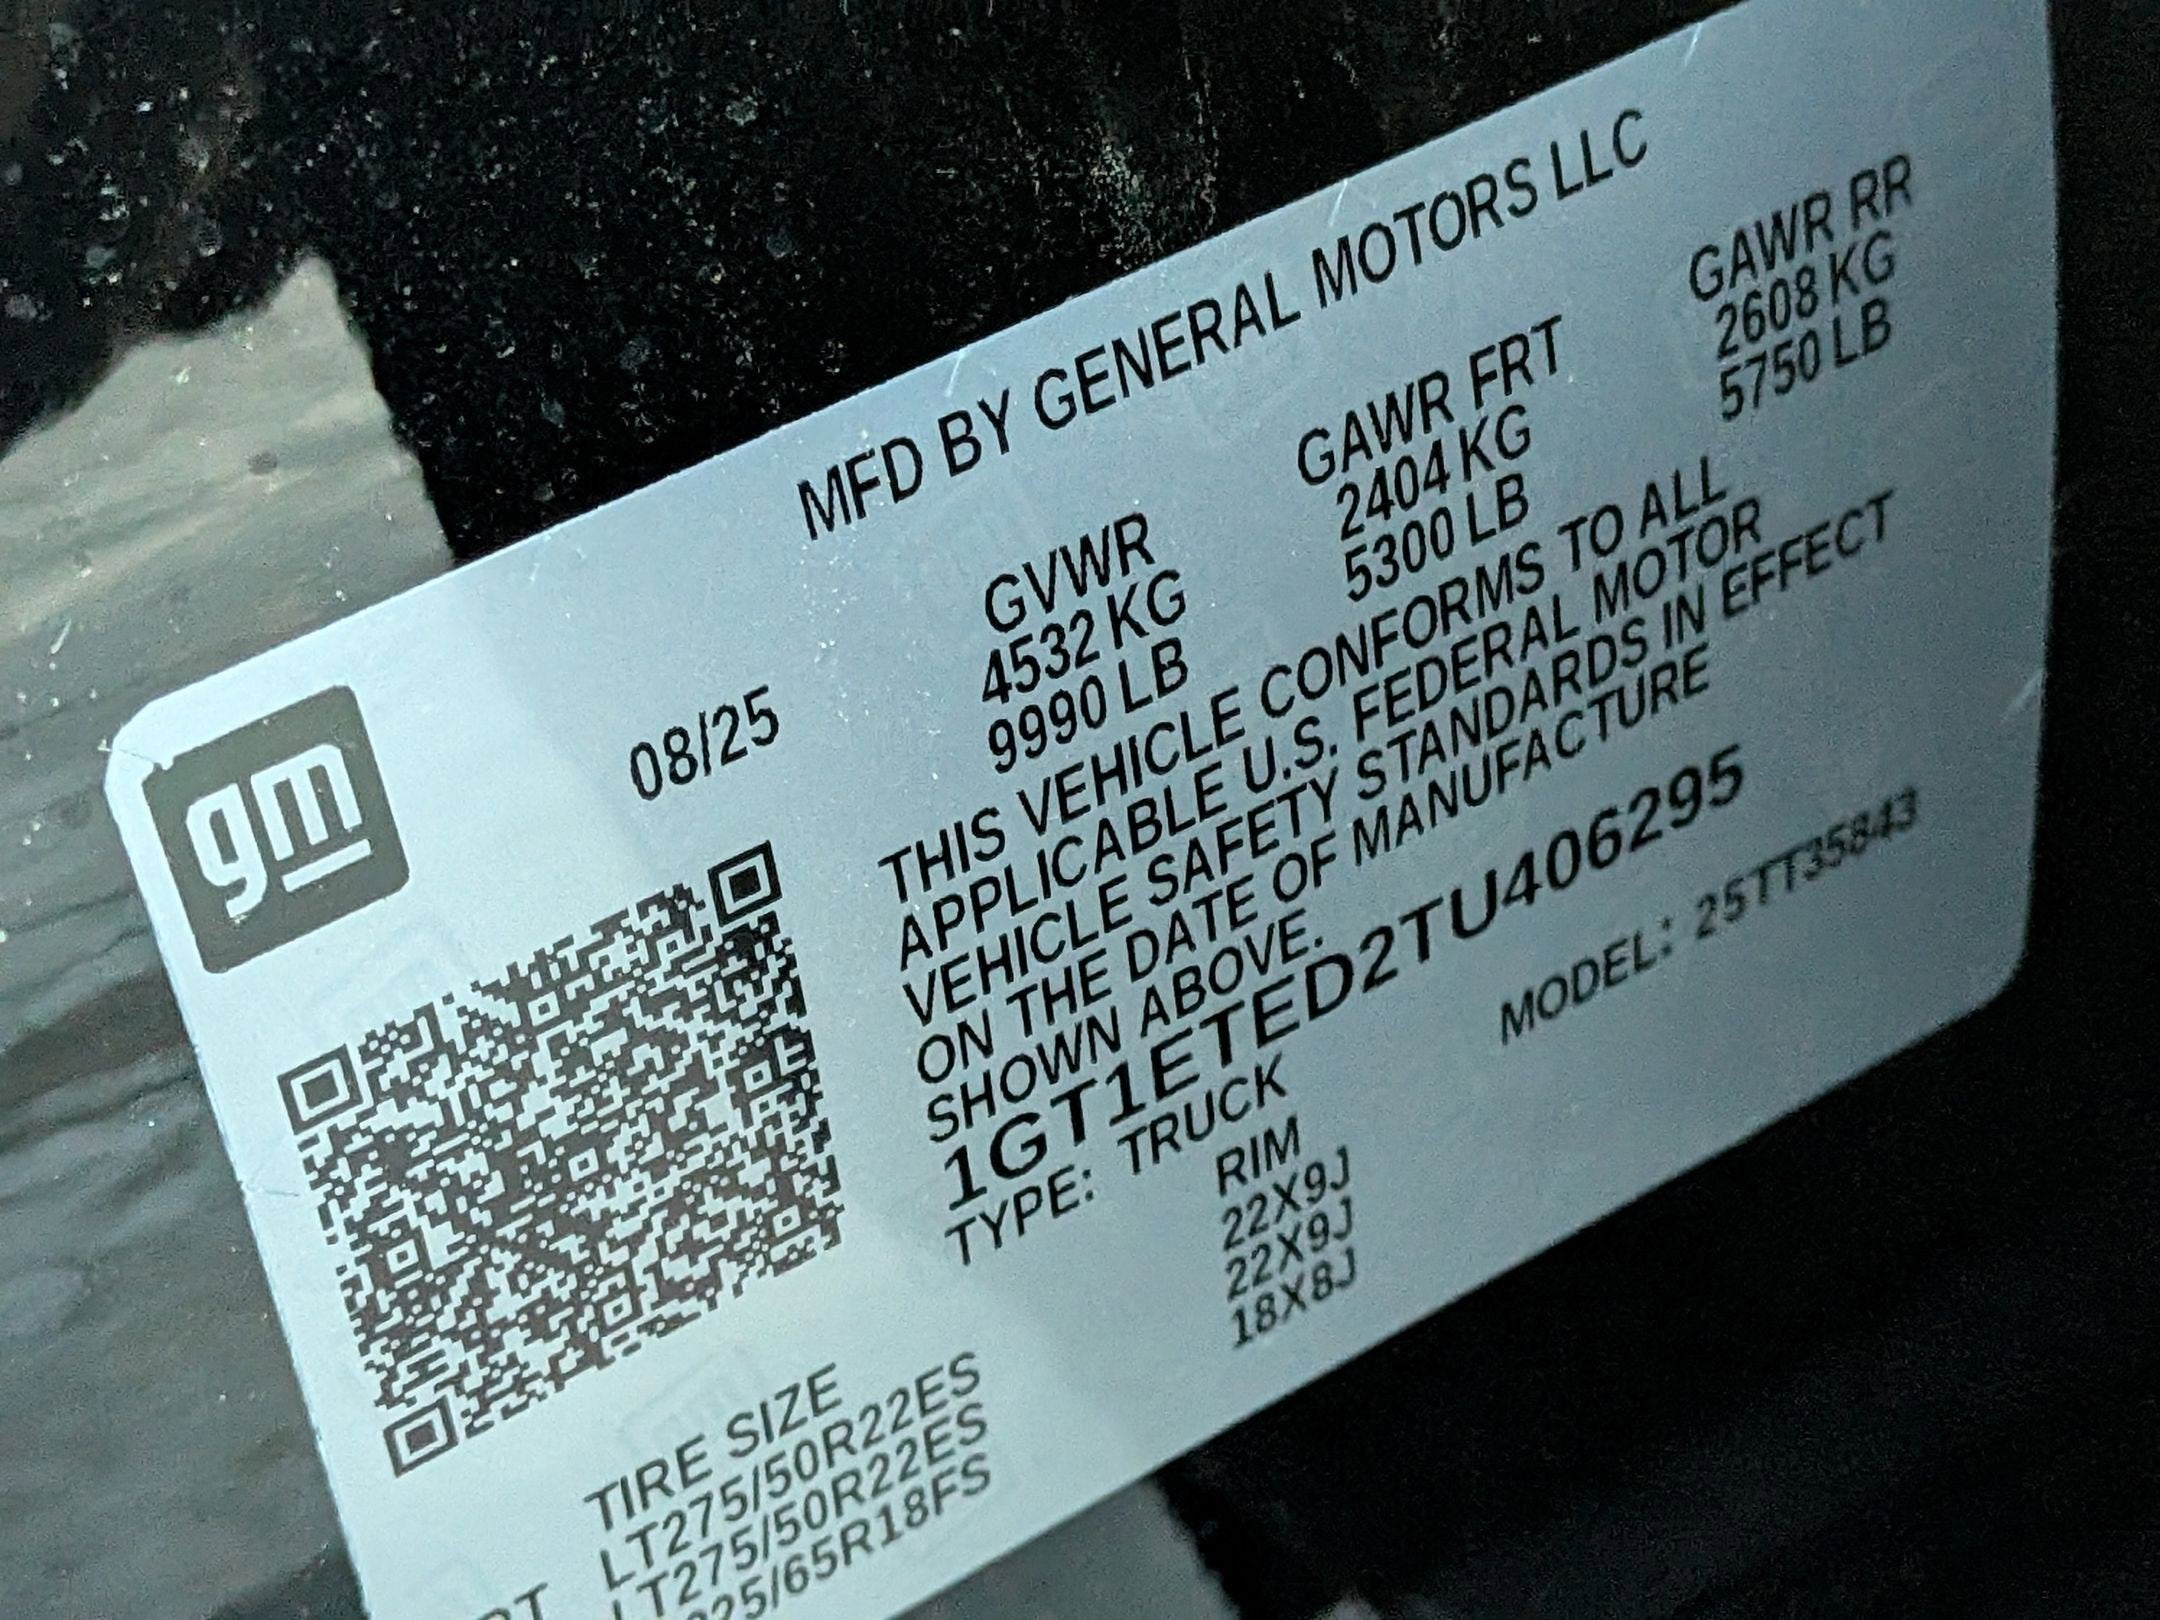 MFD BY GENERAL MOTORS LLC
gm
08/25
GVWR GAWR FRT GAWR RR
4532 KG 2404 KG 2608 KG
9990 LB 5300 LB 5750 LB
THIS VEHICLE CONFORMS TO ALL
APPLICABLE U.S. FEDERAL MOTOR
VEHICLE SAFETY STANDARDS IN EFFECT
ON THE DATE OF MANUFACTURE
SHOWN ABOVE.
1GT1ETED2TU406295
TYPE: TRUCK MODEL: 25TT35843
TIRE SIZE RIM
LT275/50R22ES 22X9J
LT275/50R22ES 22X9J
18X8J